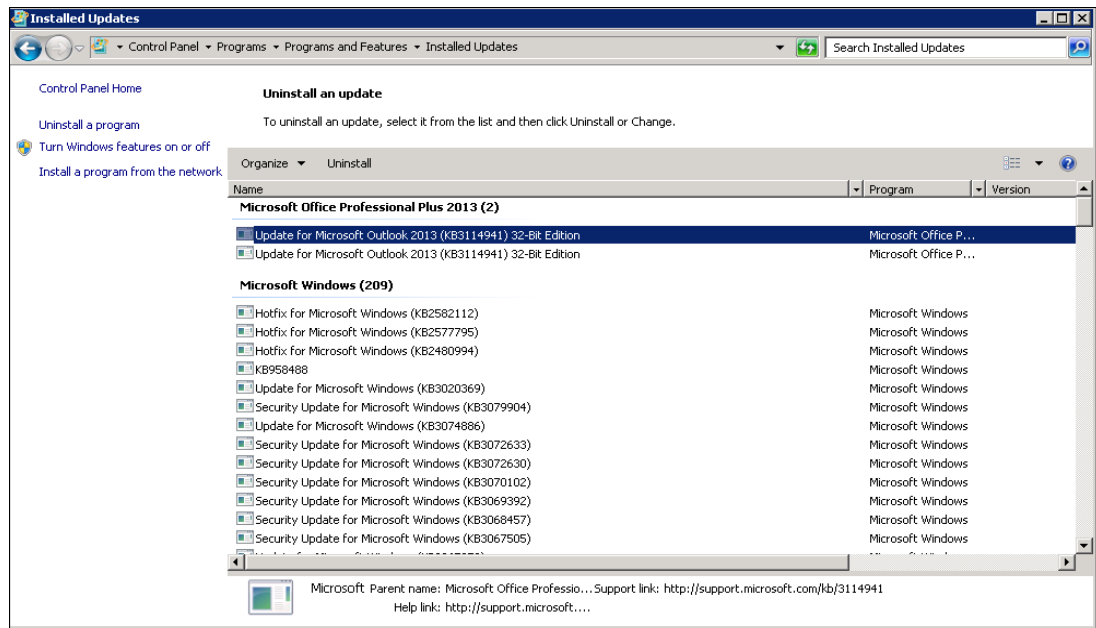 Installed Updates
Control Panel Programs Programs and Features Installed Updates Search Installed Updates
Control Panel Home
Uninstall a program
Turn Windows features on or off
Install a program from the network
Uninstall an update
To uninstall an update, select it from the list and then click Uninstall or Change.
Organize Uninstall
Name Program Version
Microsoft Office Professional Plus 2013 (2)
Update for Microsoft Outlook 2013 (KB3114941) 32-Bit Edition Microsoft Office P...
Update for Microsoft Outlook 2013 (KB3114941) 32-Bit Edition Microsoft Office P...
Microsoft Windows (209)
Hotfix for Microsoft Windows (KB2582112) Microsoft Windows
Hotfix for Microsoft Windows (KB2577795) Microsoft Windows
Hotfix for Microsoft Windows (KB2480994) Microsoft Windows
KB958488 Microsoft Windows
Update for Microsoft Windows (KB3020369) Microsoft Windows
Security Update for Microsoft Windows (KB3079904) Microsoft Windows
Update for Microsoft Windows (KB3074886) Microsoft Windows
Security Update for Microsoft Windows (KB3072633) Microsoft Windows
Security Update for Microsoft Windows (KB3072630) Microsoft Windows
Security Update for Microsoft Windows (KB3070102) Microsoft Windows
Security Update for Microsoft Windows (KB3069392) Microsoft Windows
Security Update for Microsoft Windows (KB3068457) Microsoft Windows
Security Update for Microsoft Windows (KB3067505) Microsoft Windows
Microsoft Parent name: Microsoft Office Professio... Support link: http://support.microsoft.com/kb/3114941
Help link: http://support.microsoft....